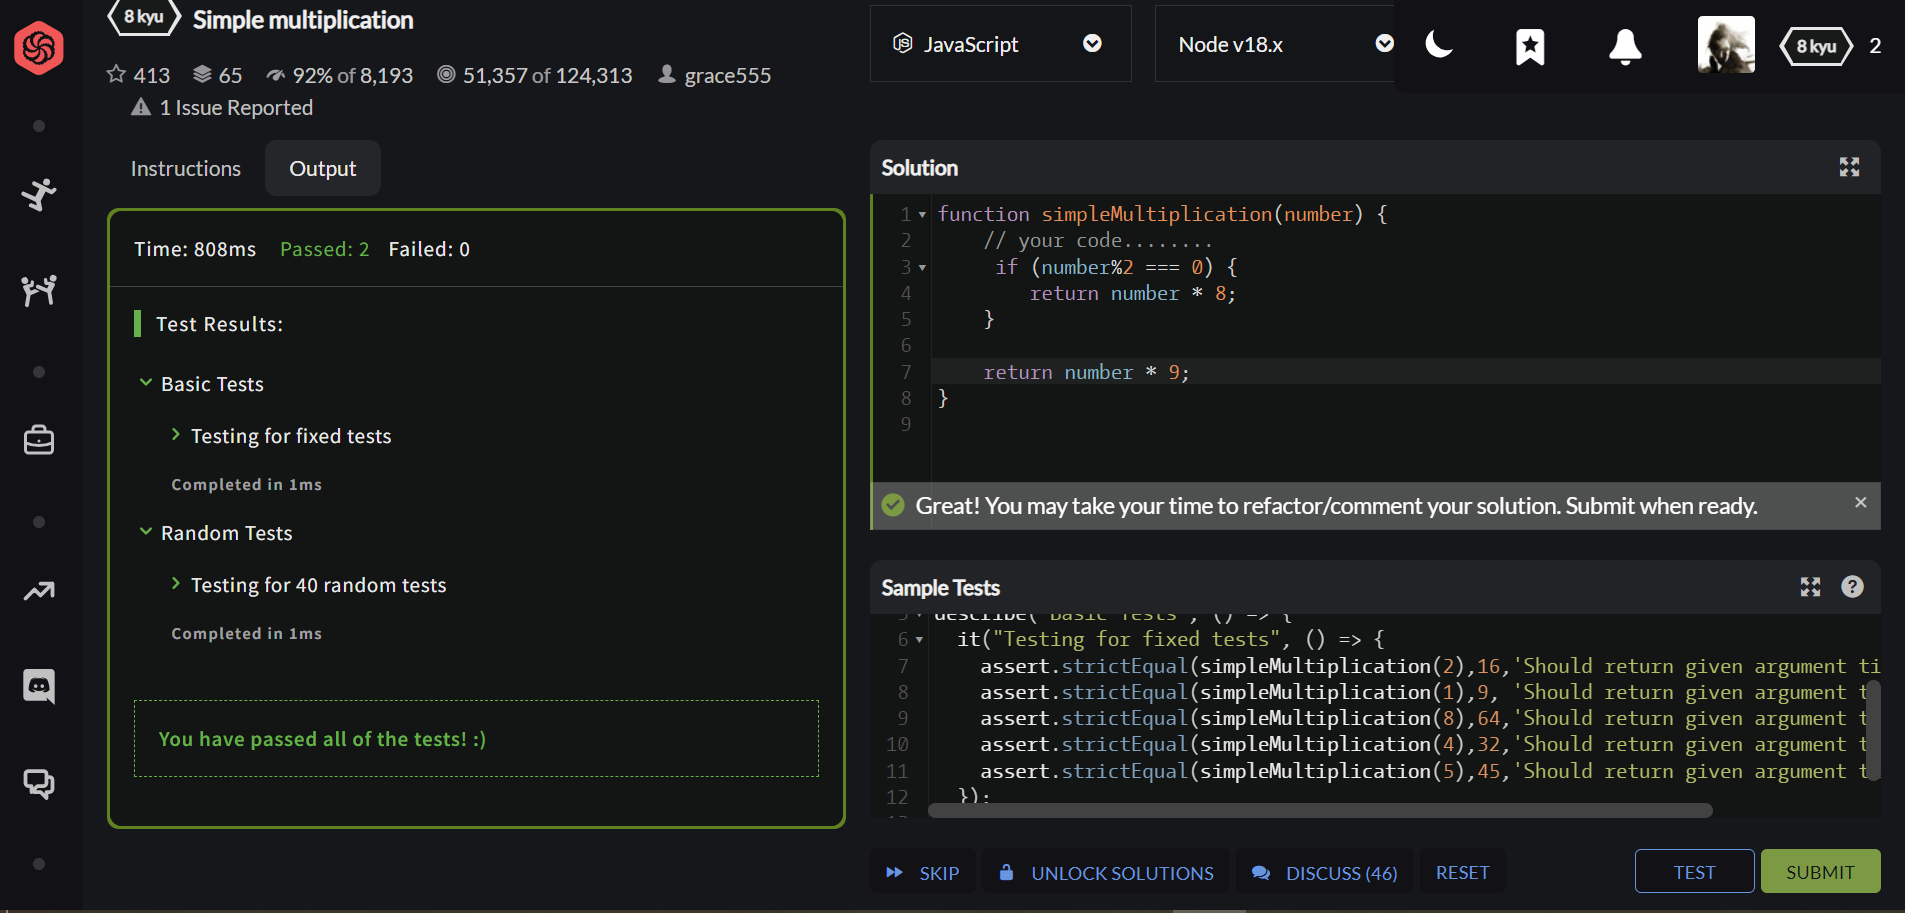 8 kyu Simple multiplication
413 65 92% of 8,193 51,357 of 124,313 grace555
1 Issue Reported
JavaScript
Node v18.x
8 kyu 2
Instructions Output
Time: 808ms Passed: 2 Failed: 0
Test Results:
Basic Tests
Testing for fixed tests
Completed in 1ms
Random Tests
Testing for 40 random tests
Completed in 1ms
You have passed all of the tests! :)
Solution
1 function simpleMultiplication(number) {
2 // your code........
3 if (number%2 === 0) {
4 return number * 8;
5 }
6
7 return number * 9;
8 }
9
Great! You may take your time to refactor/comment your solution. Submit when ready.
Sample Tests
5 describe("Basic Tests", () => {
6 it("Testing for fixed tests", () => {
7 assert.strictEqual(simpleMultiplication(2),16,'Should return given argument ti
8 assert.strictEqual(simpleMultiplication(1),9, 'Should return given argument t
9 assert.strictEqual(simpleMultiplication(8),64,'Should return given argument t
10 assert.strictEqual(simpleMultiplication(4),32,'Should return given argument t
11 assert.strictEqual(simpleMultiplication(5),45,'Should return given argument t
12 });
SKIP UNLOCK SOLUTIONS DISCUSS (46) RESET TEST SUBMIT